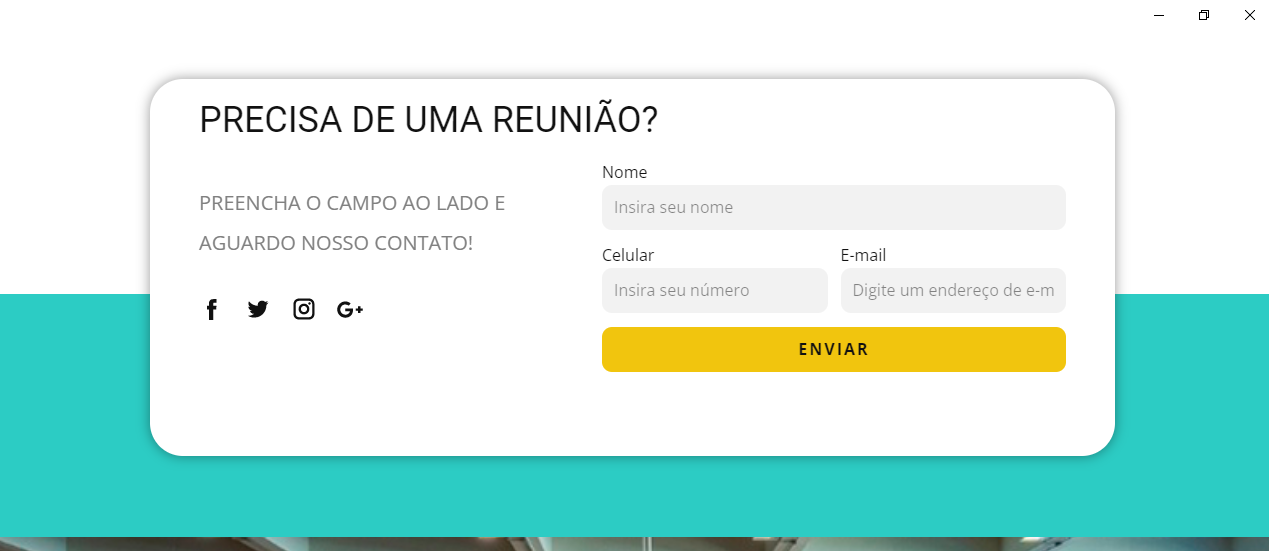 PRECISA DE UMA REUNIÃO?
PREENCHA O CAMPO AO LADO E
AGUARDO NOSSO CONTATO!
Nome
Insira seu nome
Celular
Insira seu número
E-mail
Digite um endereço de e-m
ENVIAR